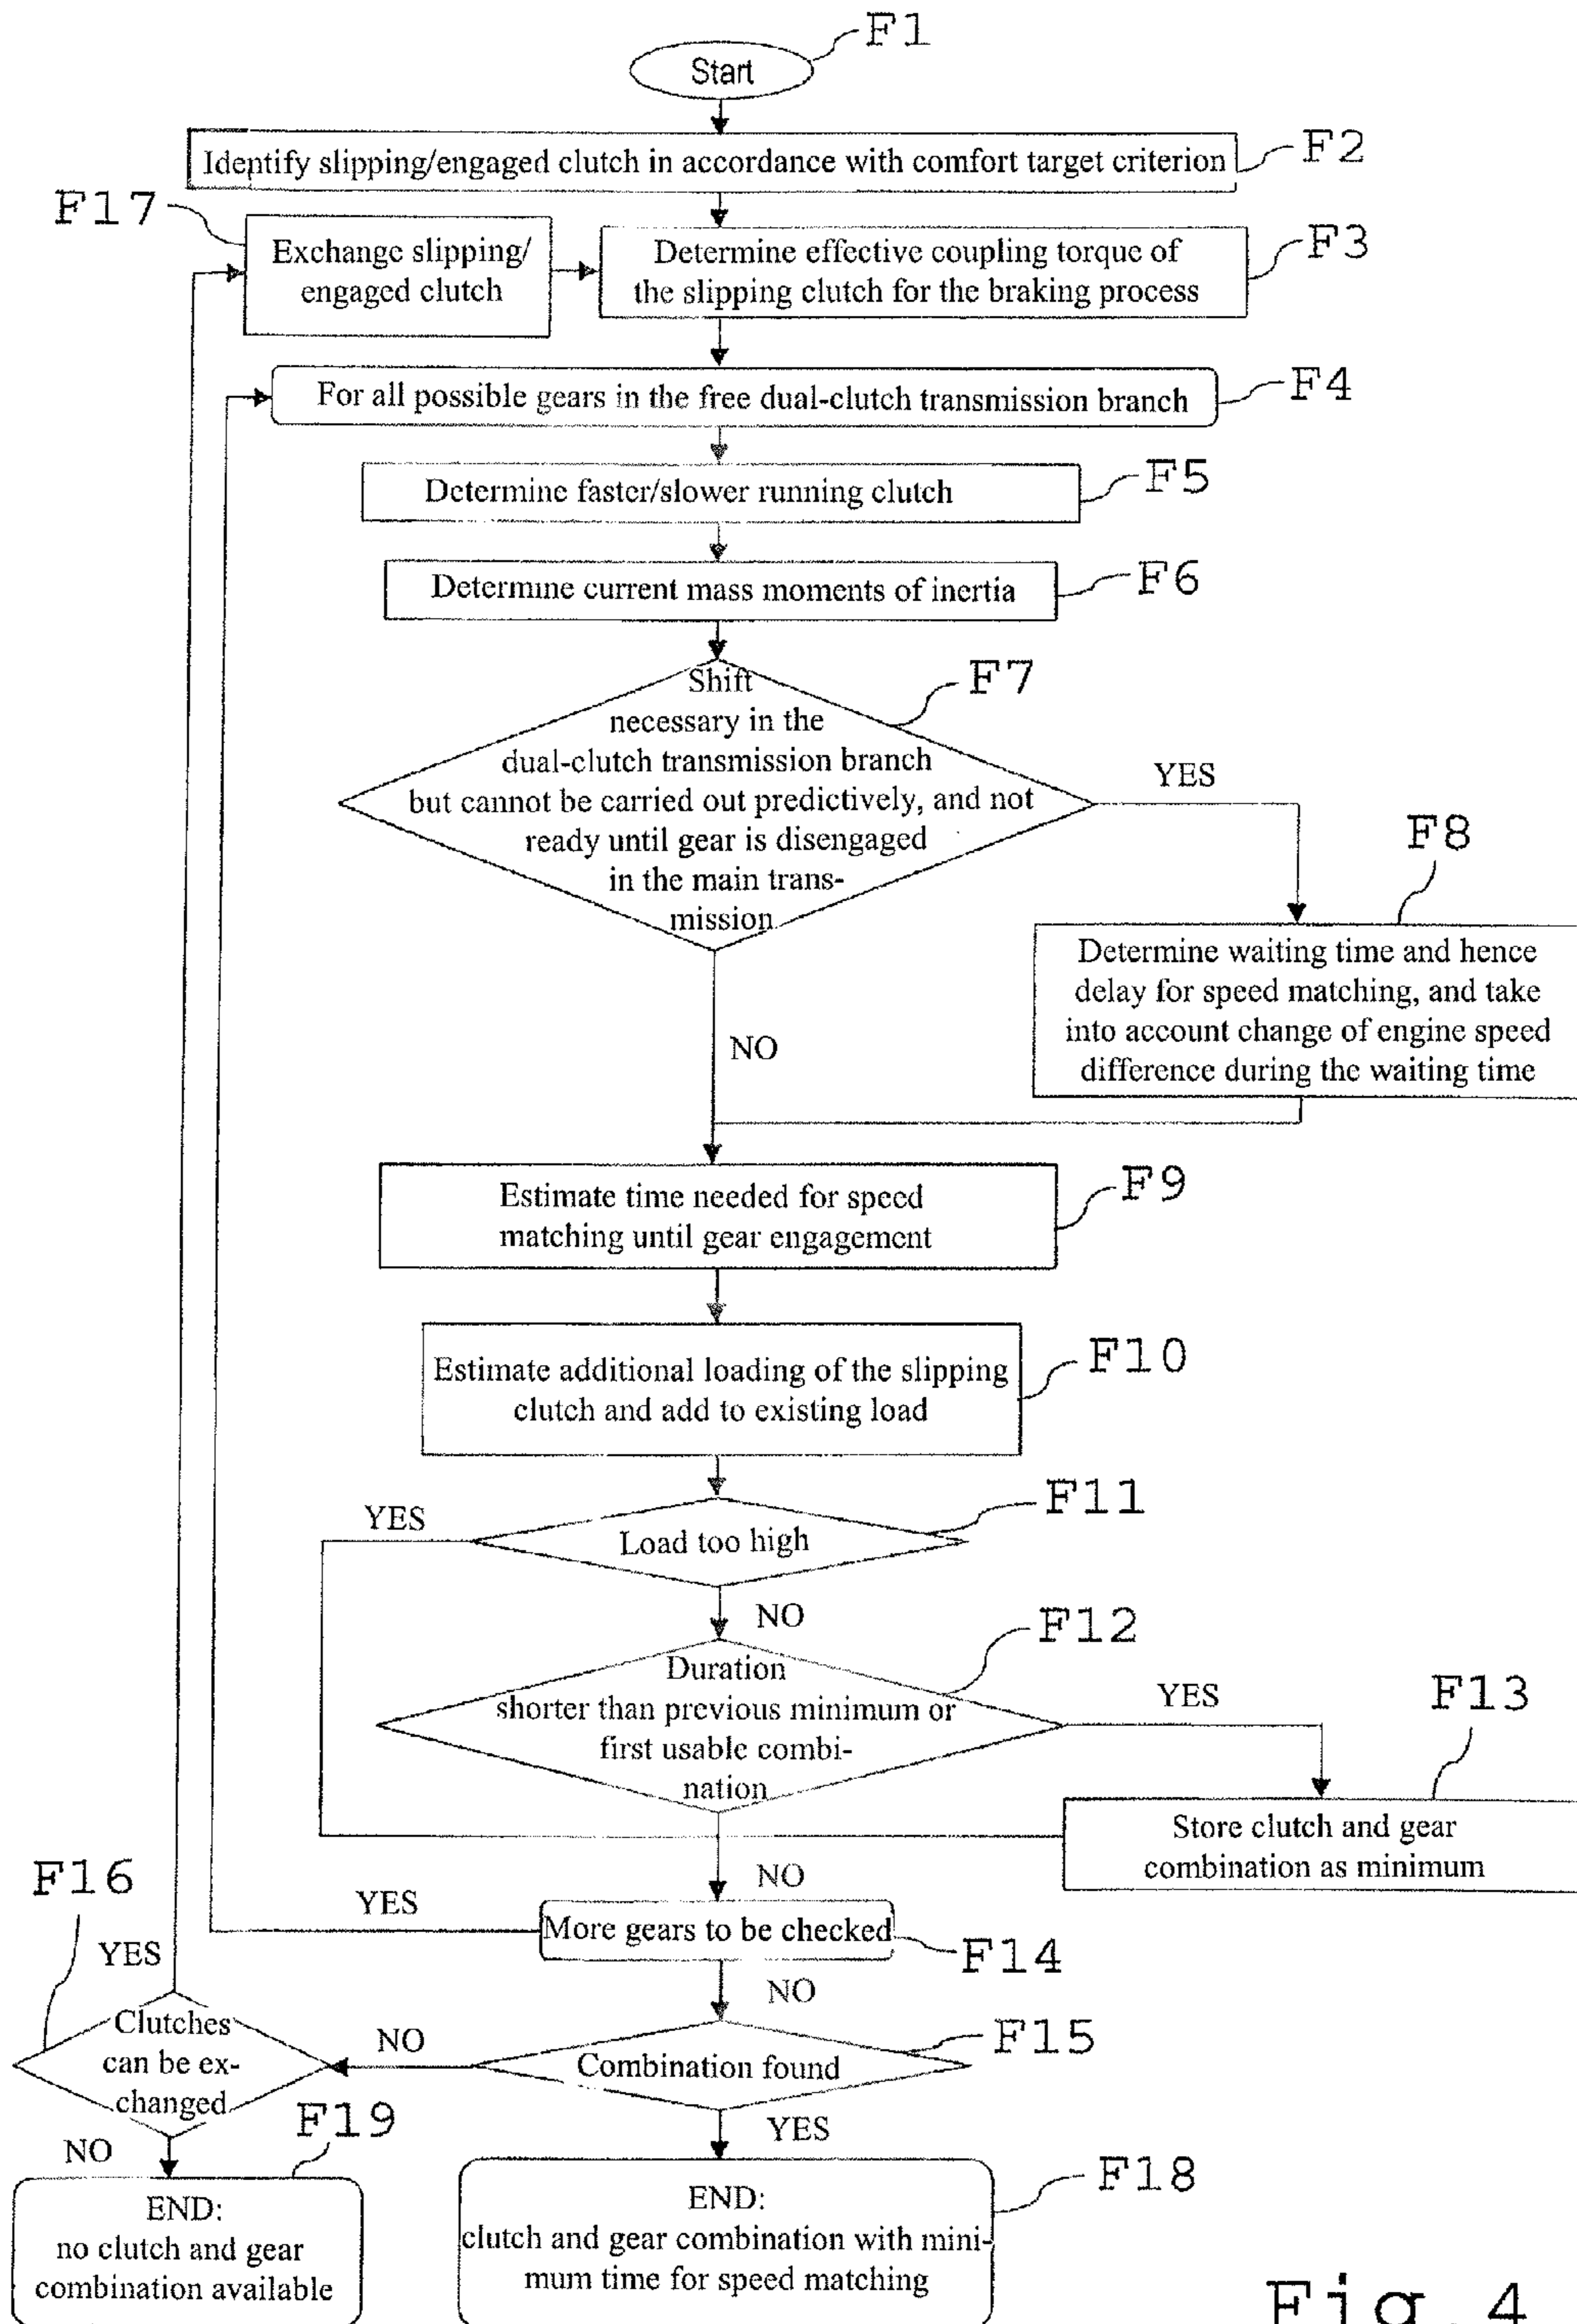 F1
Start
F2
Identify slipping/engaged clutch in accordance with comfort target criterion
F17
Exchange slipping/
engaged clutch
F3
Determine effective coupling torque of
the slipping clutch for the braking process
F4
For all possible gears in the free dual-clutch transmission branch
F5
Determine faster/slower running clutch
F6
Determine current mass moments of inertia
F7
Shift
necessary in the
dual-clutch transmission branch
but cannot be carried out predictively, and not
ready until gear is disengaged
in the main trans-
mission
YES
F8
Determine waiting time and hence
delay for speed matching, and take
into account change of engine speed
difference during the waiting time
NO
F9
Estimate time needed for speed
matching until gear engagement
F10
Estimate additional loading of the slipping
clutch and add to existing load
F11
YES
Load too high
NO
F12
Duration
shorter than previous minimum or
first usable combi-
nation
YES
F13
Store clutch and gear
combination as minimum
NO
F16
YES
More gears to be checked
F14
YES
NO
Clutches
can be ex-
changed
NO
F15
Combination found
F19
NO
YES
END:
no clutch and gear
combination available
F18
END:
clutch and gear combination with mini-
mum time for speed matching
Fig.4